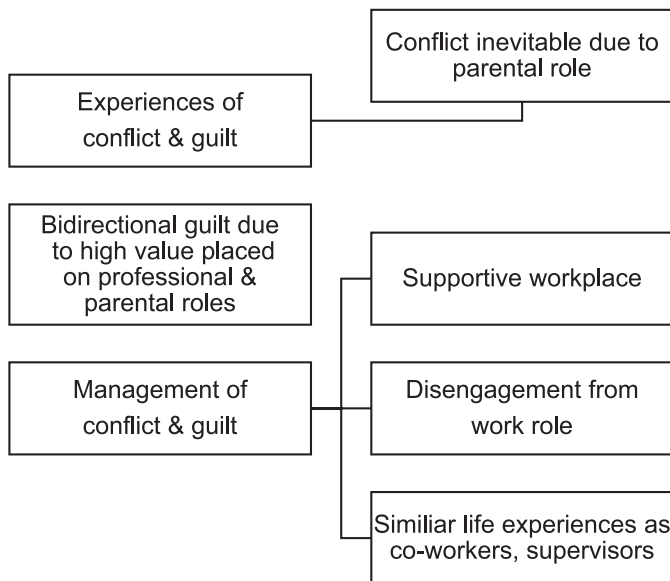 Conflict inevitable due to
parental role
Experiences of
conflict & guilt
Bidirectional guilt due
to high value placed
on professional &
parental roles
Supportive workplace
Management of
conflict & guilt
Disengagement from
work role
Similiar life experiences as
co-workers, supervisors